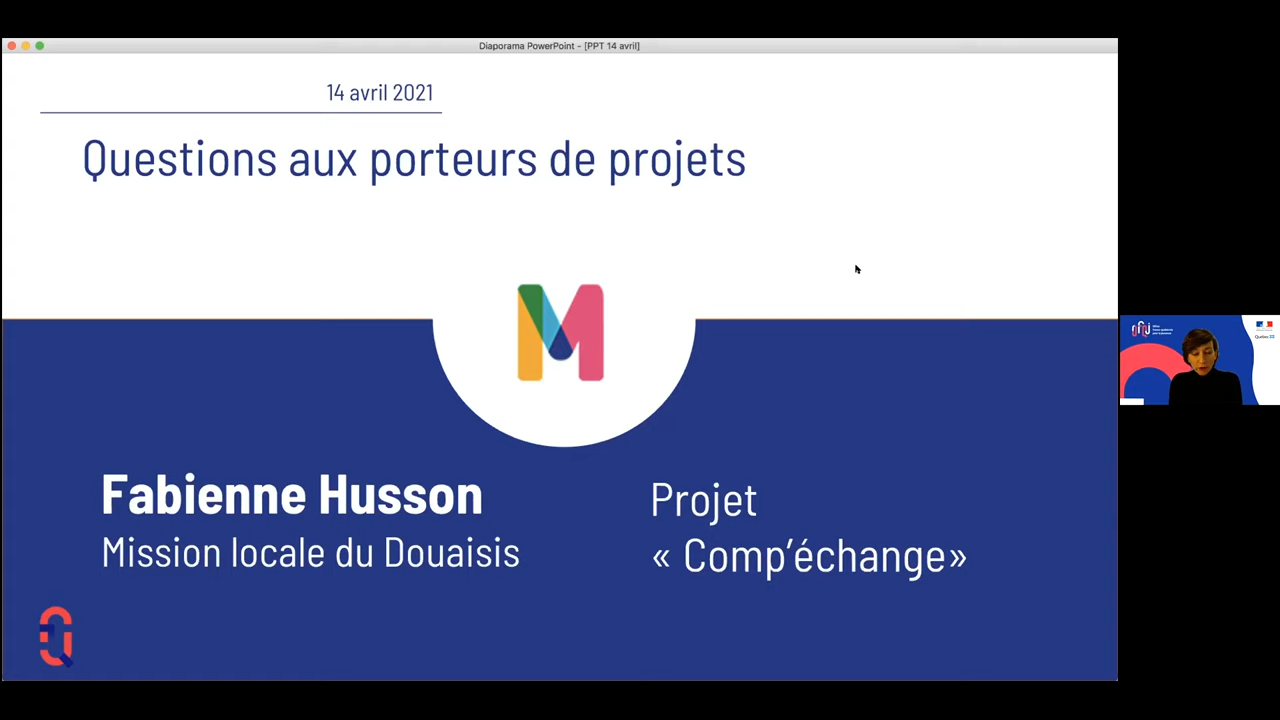 Diaporama PowerPoint - [PPT 14 avril]
14 avril 2021
Questions aux porteurs de projets
M
Fabienne Husson
Mission locale du Douaisis
Projet
« Comp’échange»